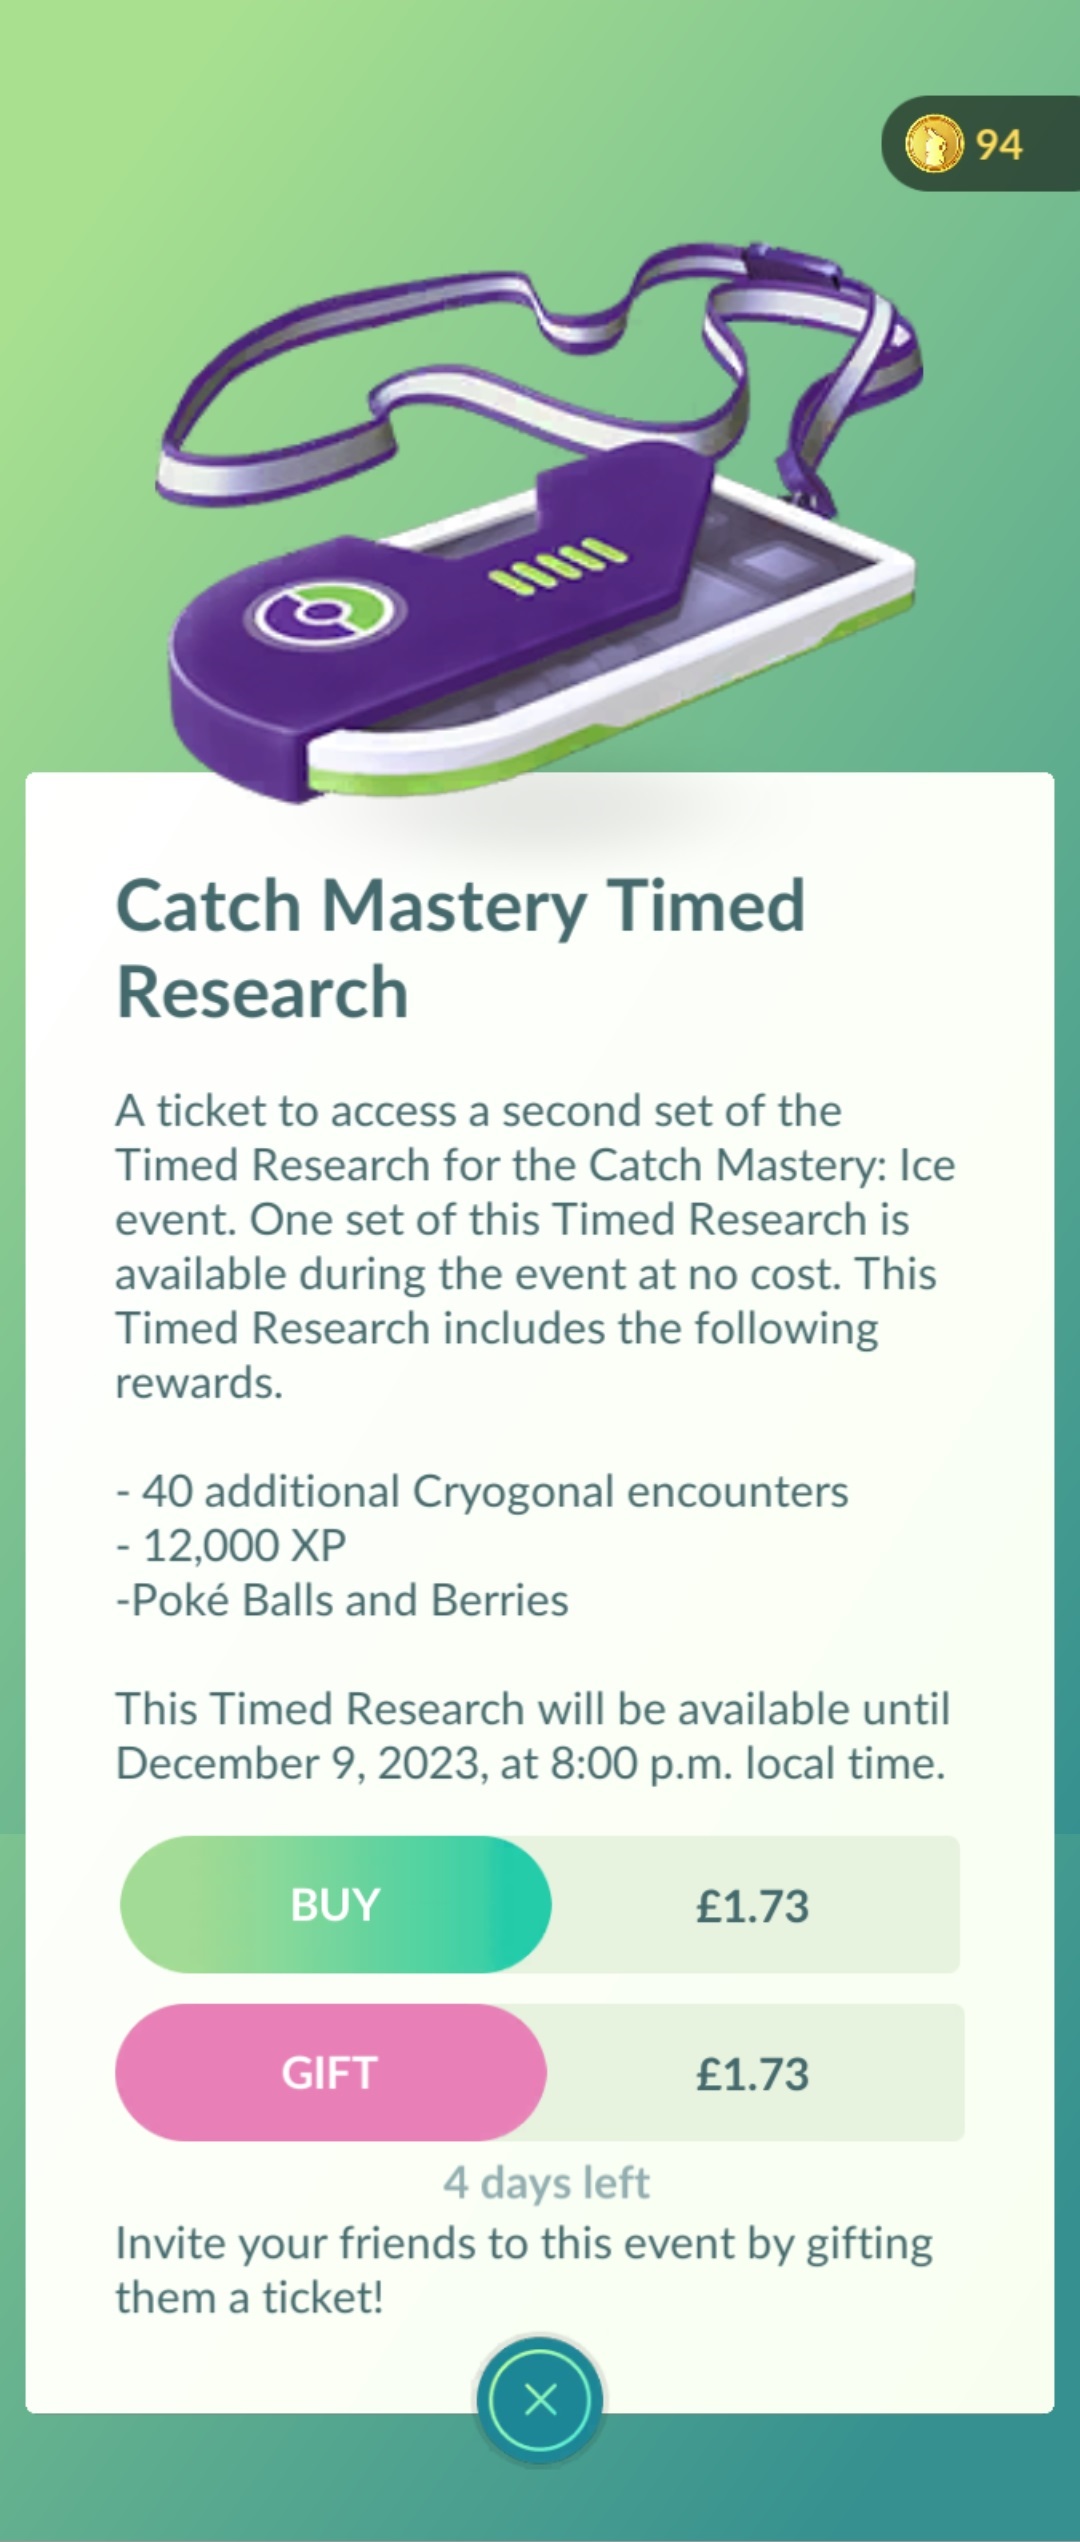 94
Catch Mastery Timed
Research
A ticket to access a second set of the
Timed Research for the Catch Mastery: Ice
event. One set of this Timed Research is
available during the event at no cost. This
Timed Research includes the following
rewards.
- 40 additional Cryogonal encounters
- 12,000 XP
-Poké Balls and Berries
This Timed Research will be available until
December 9, 2023, at 8:00 p.m. local time.
BUY £1.73
GIFT £1.73
4 days left
Invite your friends to this event by gifting
them a ticket!